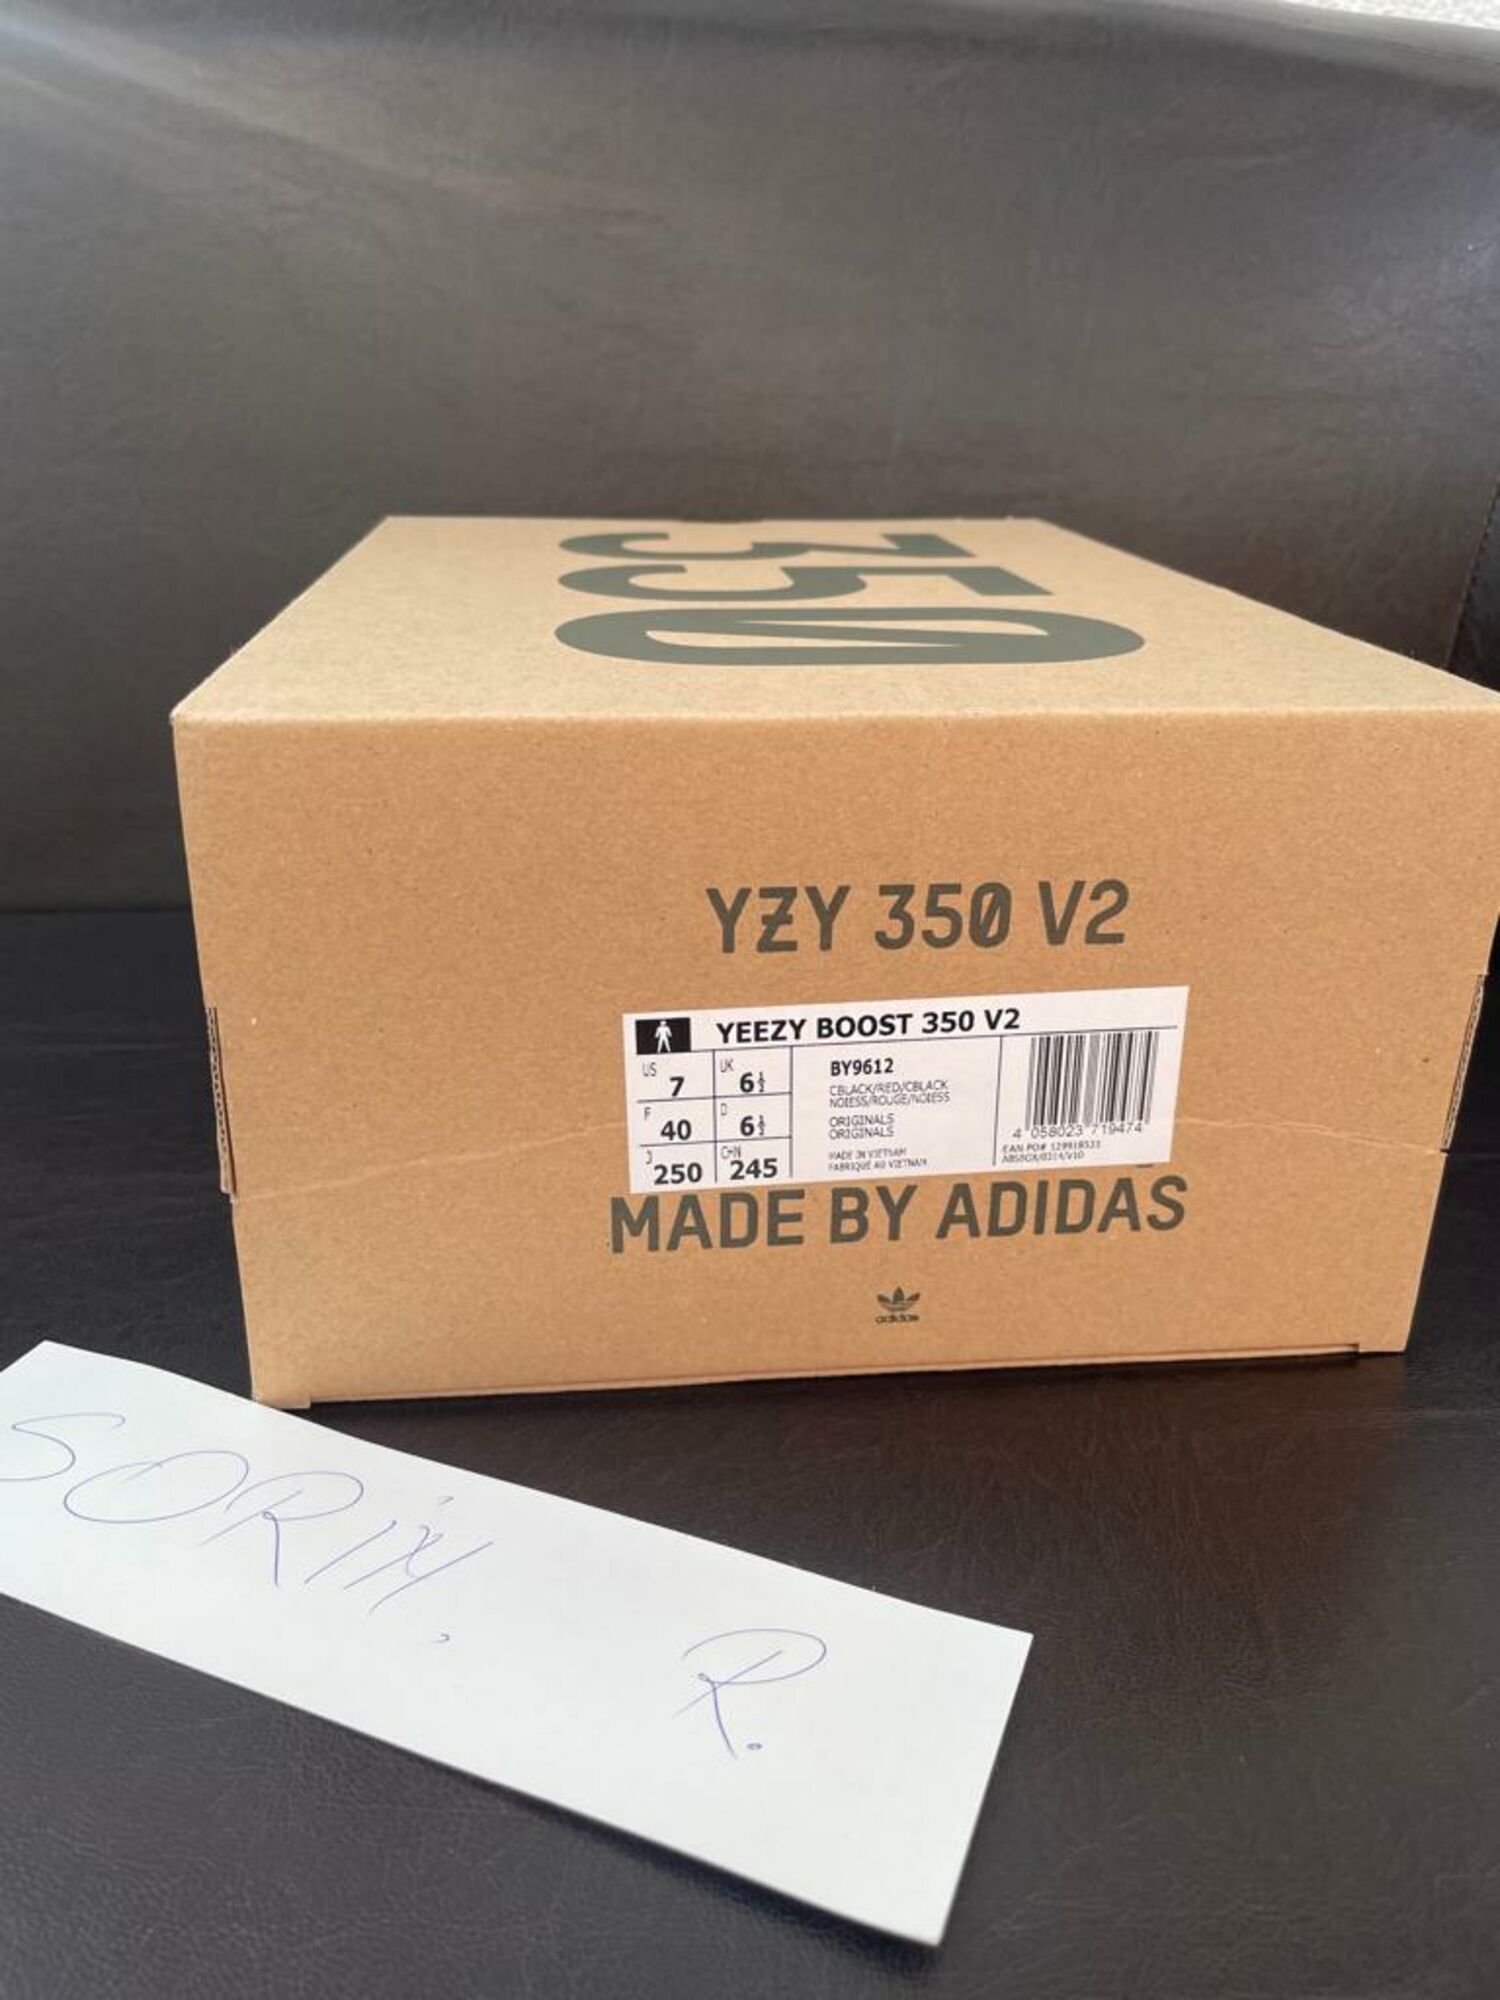 350
YZY 350 V2
YEEZY BOOST 350 V2
US 7 UK 6½
F 40 D 6½
J 250 CHN 245
BY9612
CBLACK/RED/CBLACK
NOIESS/ROUGE/NOIESS
ORIGINALS
ORIGINALS
MADE IN VIETNAM
FABRIQUÉ AU VIETNAM
4 058023 719474
EAN PO#
MADE BY ADIDAS
adidas
SORIN. R.